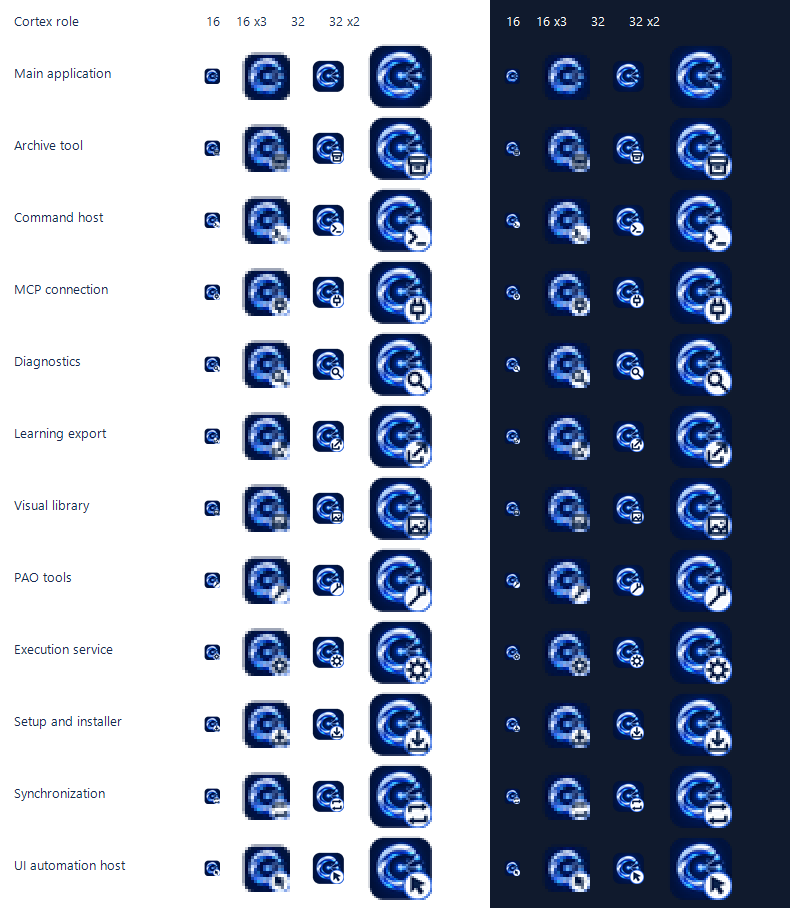 Cortex role 16 16 x3 32 32 x2 16 16 x3 32 32 x2
Main application
Archive tool
Command host
MCP connection
Diagnostics
Learning export
Visual library
PAO tools
Execution service
Setup and installer
Synchronization
UI automation host